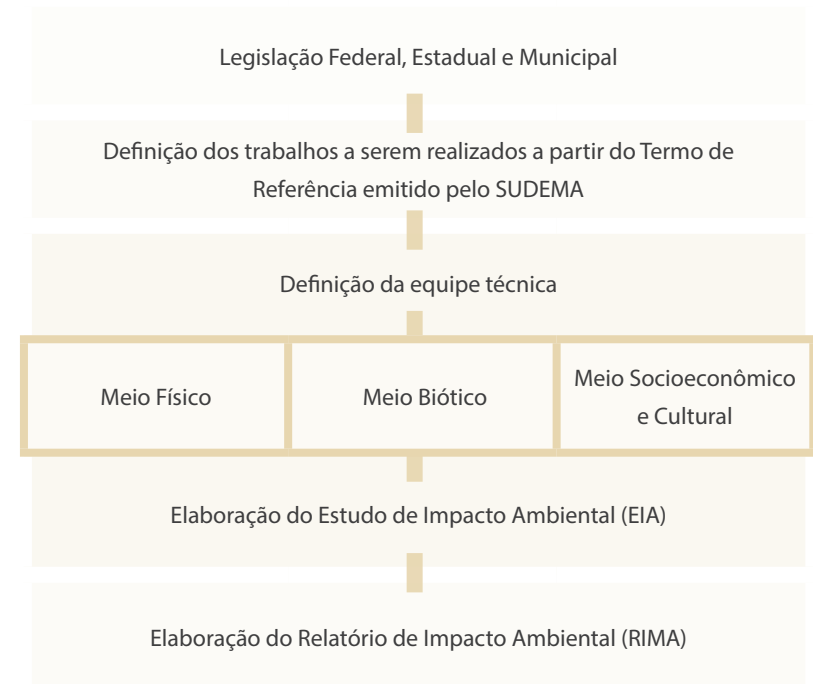 Legislação Federal, Estadual e Municipal
Definição dos trabalhos a serem realizados a partir do Termo de
Referência emitido pelo SUDEMA
Definição da equipe técnica
Meio Físico
Meio Biótico
Meio Socioeconômico
e Cultural
Elaboração do Estudo de Impacto Ambiental (EIA)
Elaboração do Relatório de Impacto Ambiental (RIMA)